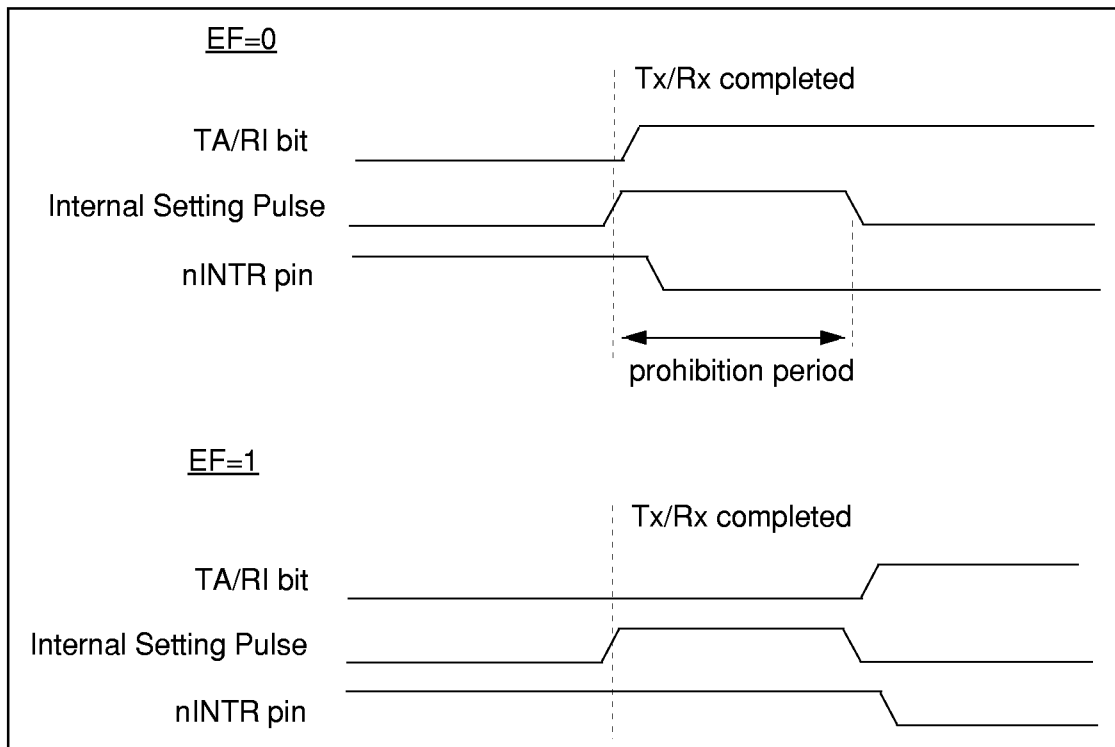 EF=0
Tx/Rx completed
TA/RI bit
Internal Setting Pulse
nINTR pin
prohibition period
EF=1
Tx/Rx completed
TA/RI bit
Internal Setting Pulse
nINTR pin